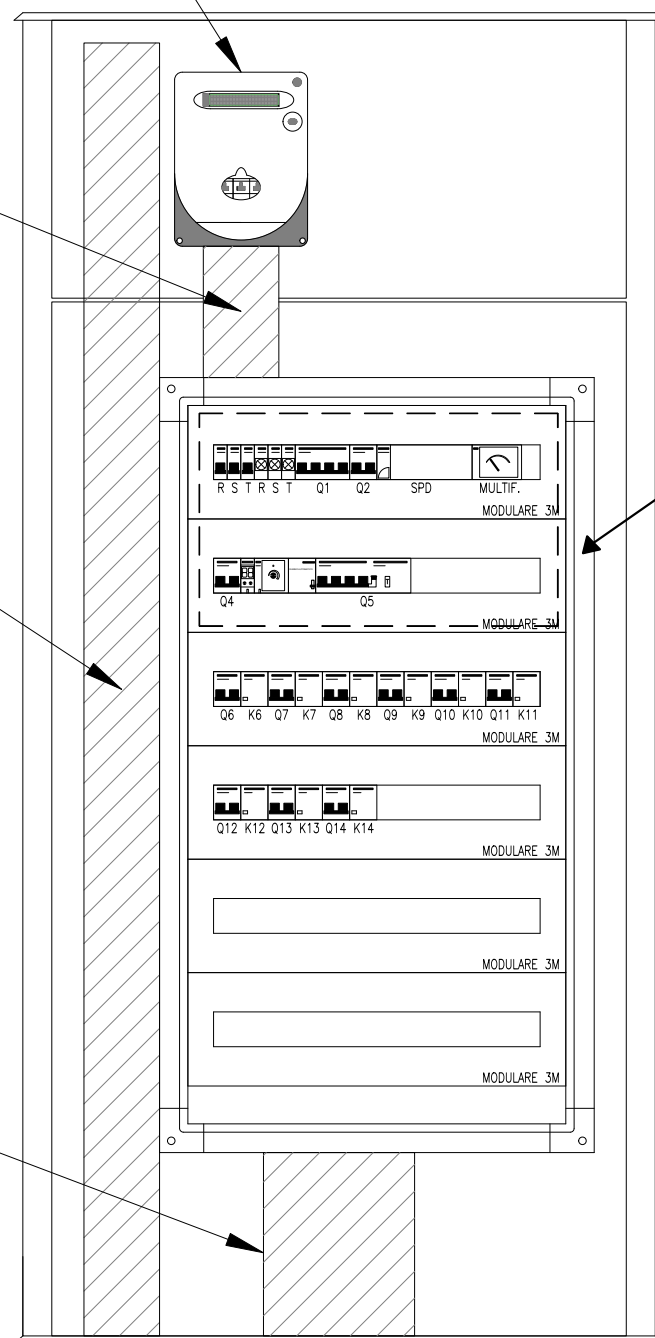 R S T R S T Q1 Q2 SPD MULTIF.
MODULARE 3M
Q4 Q5
MODULARE 3M
Q6 K6 Q7 K7 Q8 K8 Q9 K9 Q10 K10 Q11 K11
MODULARE 3M
Q12 K12 Q13 K13 Q14 K14
MODULARE 3M
MODULARE 3M
MODULARE 3M